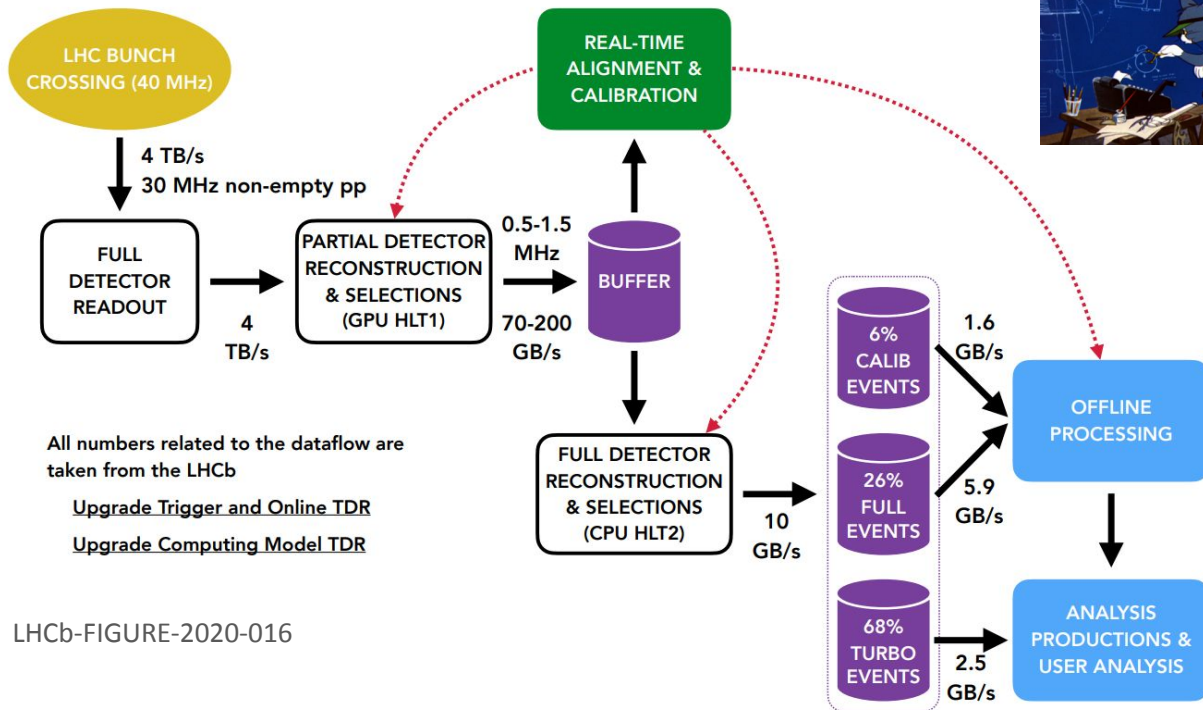 LHC BUNCH
CROSSING (40 MHz)
4 TB/s
30 MHz non-empty pp
FULL
DETECTOR
READOUT
4
TB/s
PARTIAL DETECTOR
RECONSTRUCTION
& SELECTIONS
(GPU HLT1)
0.5-1.5
MHz
70-200
GB/s
BUFFER
REAL-TIME
ALIGNMENT &
CALIBRATION
FULL DETECTOR
RECONSTRUCTION
& SELECTIONS
(CPU HLT2)
10
GB/s
6%
CALIB
EVENTS
1.6
GB/s
26%
FULL
EVENTS
5.9
GB/s
68%
TURBO
EVENTS
2.5
GB/s
OFFLINE
PROCESSING
ANALYSIS
PRODUCTIONS &
USER ANALYSIS
All numbers related to the dataflow are
taken from the LHCb
Upgrade Trigger and Online TDR
Upgrade Computing Model TDR
LHCb-FIGURE-2020-016